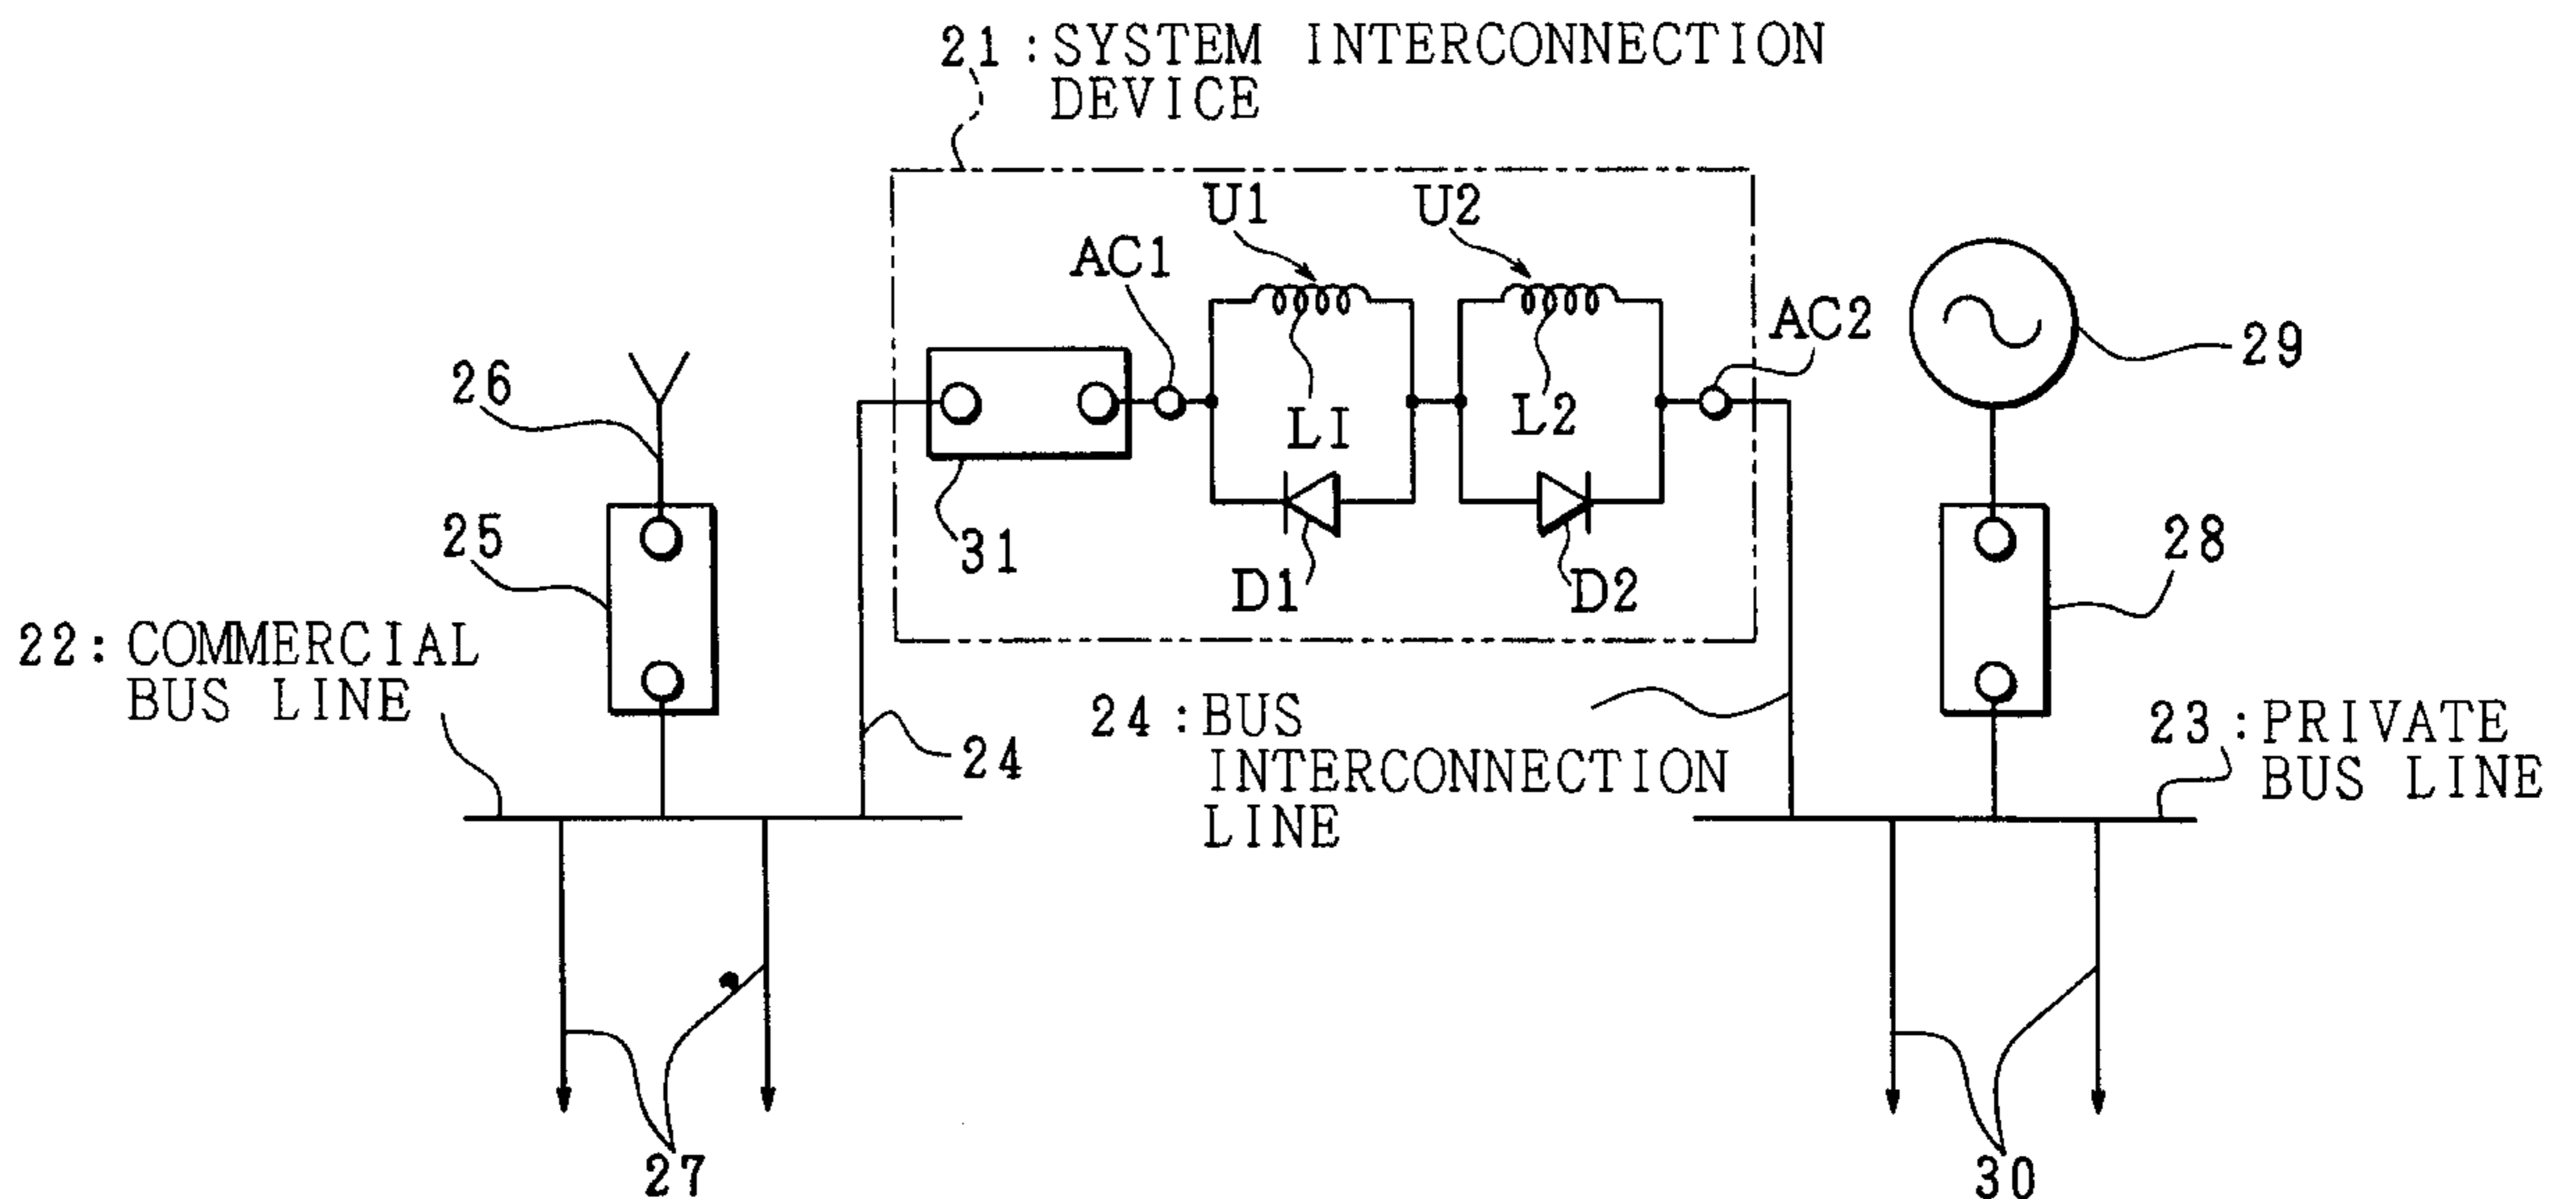 21 : SYSTEM INTERCONNECTION
DEVICE
U1
U2
AC1
AC2
29
26
L1
L2
25
31
D1
D2
28
22 : COMMERCIAL
BUS LINE
24
24 : BUS
INTERCONNECTION
LINE
23 : PRIVATE
BUS LINE
27
30